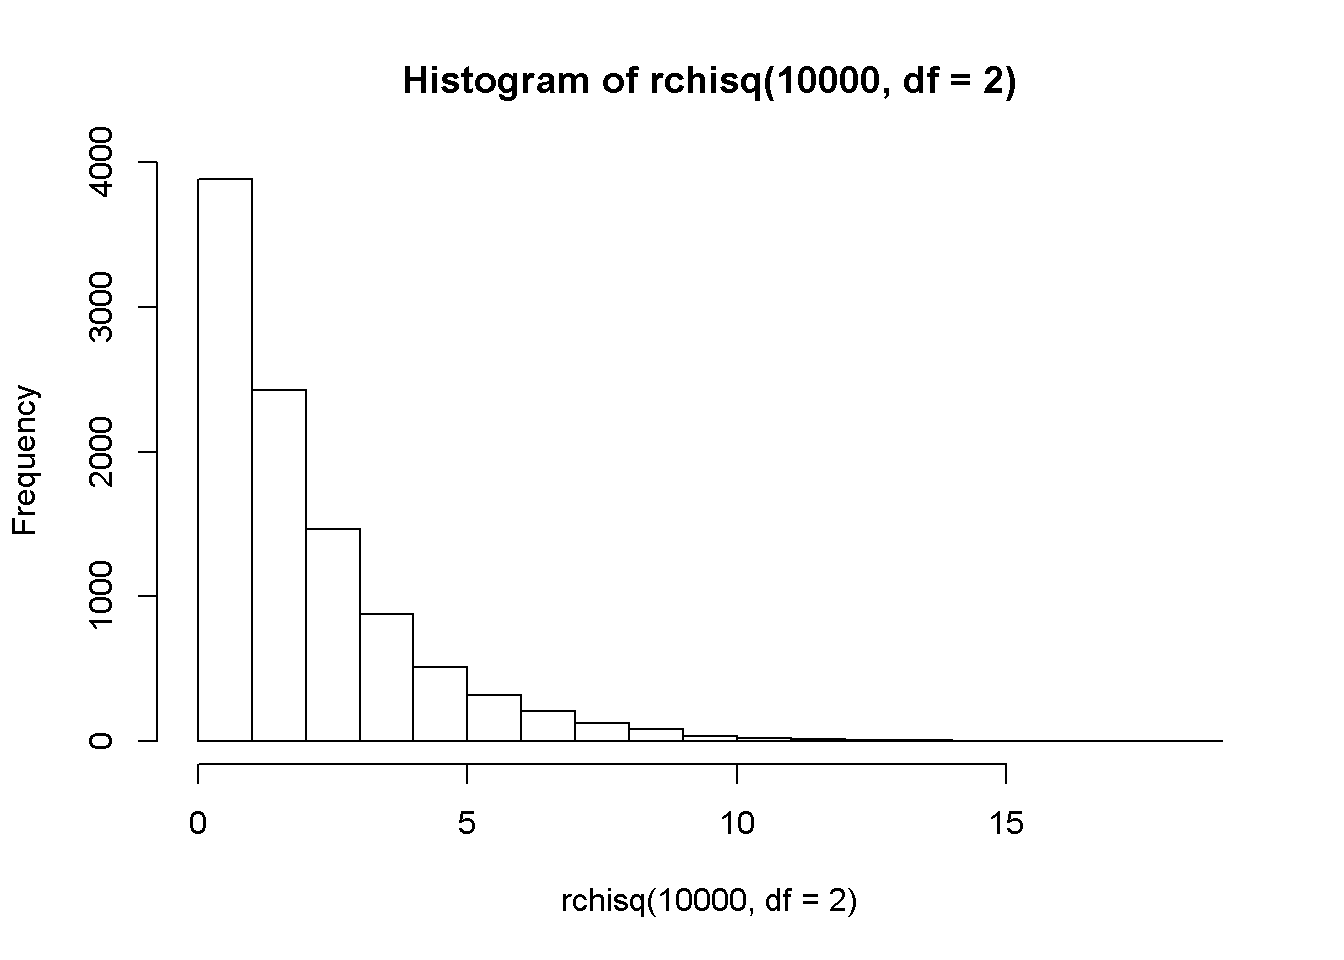 Histogram of rchisq(10000, df = 2)
Frequency
4000
3000
2000
1000
0
0 5 10 15
rchisq(10000, df = 2)